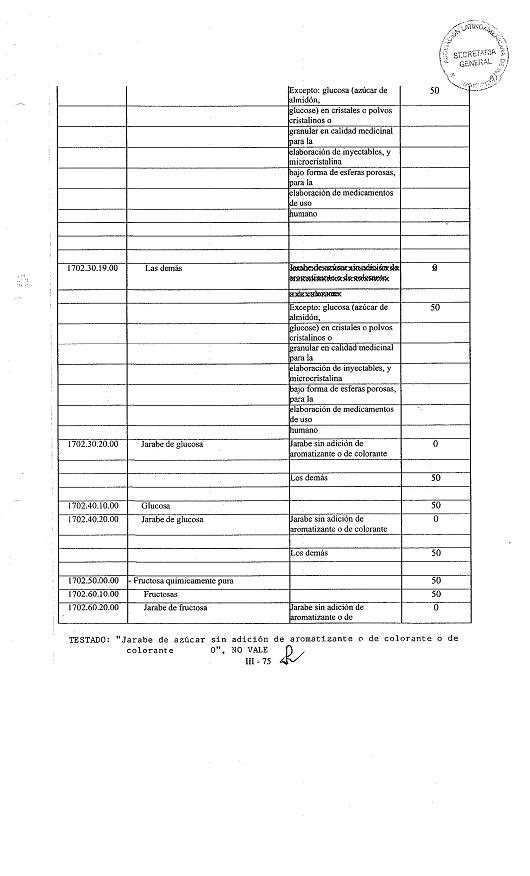 ASOCIACION LATINOAMERICANA DE
SECRETARIA
GENERAL
Excepto: glucosa (azúcar de 50
almidón,
glucose) en cristales o polvos
cristalinos o
granular en calidad medicinal
para la
elaboración de inyectables, y
microcristalina
bajo forma de esferas porosas,
para la
elaboración de medicamentos
de uso
humano
1702.30.19.00 Las demás Jarabe de azúcar sin adición de 0
aromatizante o de colorante
o de colorante
Excepto: glucosa (azúcar de 50
almidón,
glucose) en cristales o polvos
cristalinos o
granular en calidad medicinal
para la
elaboración de inyectables, y
microcristalina
bajo forma de esferas porosas,
para la
elaboración de medicamentos
de uso
humano
1702.30.20.00 Jarabe de glucosa Jarabe sin adición de 0
aromatizante o de colorante
Los demás 50
1702.40.10.00 Glucosa 50
1702.40.20.00 Jarabe de glucosa Jarabe sin adición de 0
aromatizante o de colorante
Los demás 50
1702.50.00.00 - Fructosa quimicamente pura 50
1702.60.10.00 Fructosas 50
1702.60.20.00 Jarabe de fructosa Jarabe sin adición de 0
aromatizante o de
TESTADO: "Jarabe de azúcar sin adición de aromatizante o de colorante o de
colorante 0", NO VALE
III - 75